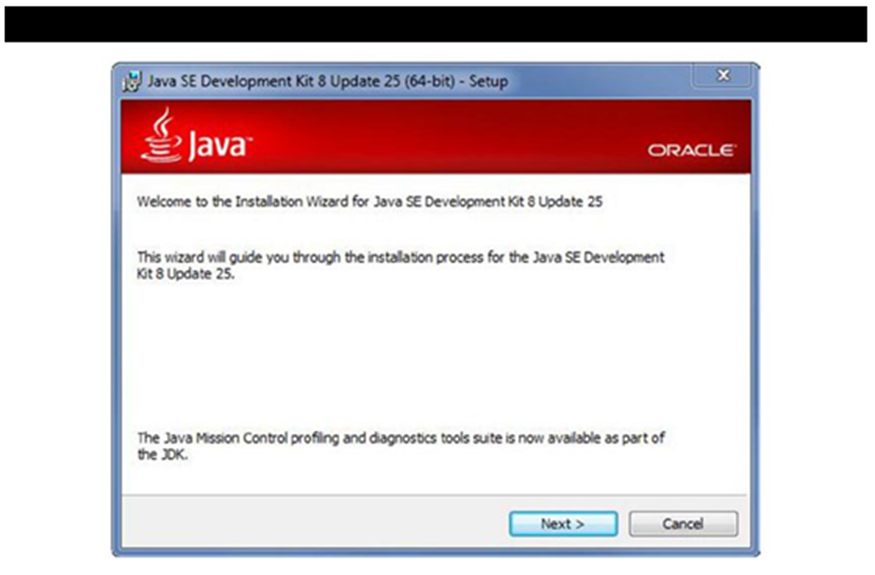 Java SE Development Kit 8 Update 25 (64-bit) - Setup
Java™
ORACLE
Welcome to the Installation Wizard for Java SE Development Kit 8 Update 25
This wizard will guide you through the installation process for the Java SE Development
Kit 8 Update 25.
The Java Mission Control profiling and diagnostics tools suite is now available as part of
the JDK.
Next > Cancel